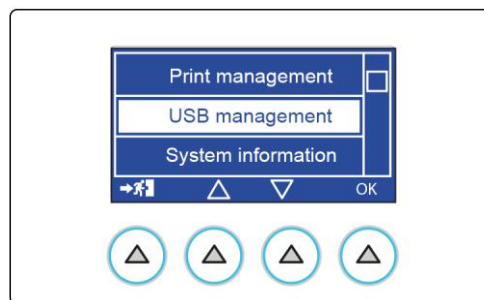 Print management
USB management
System information
OK